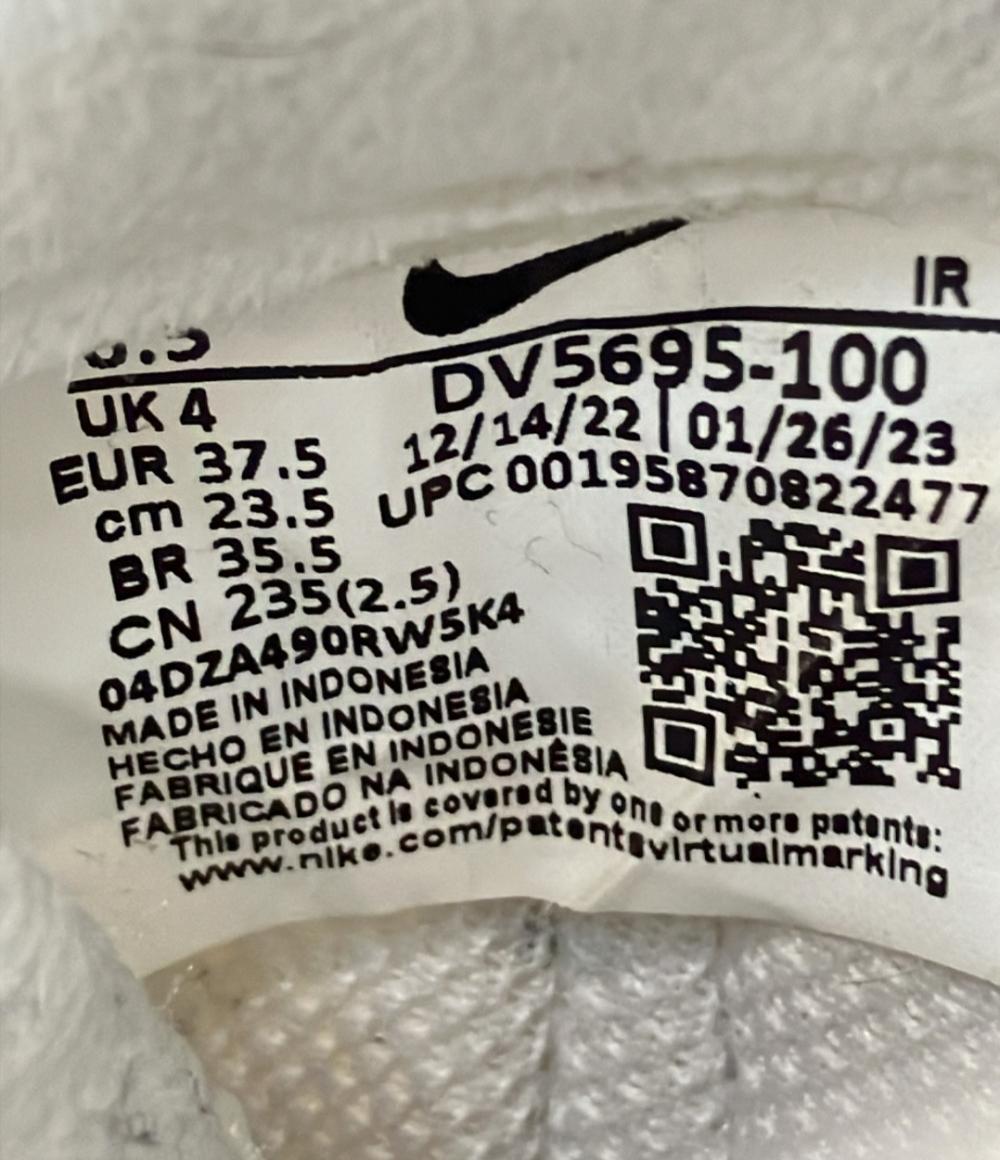 IR
DV5695-100
UK 4
12/14/22 | 01/26/23
EUR 37.5
UPC 00195870822477
cm 23.5
BR 35.5
CN 235(2.5)
04DZA490RW5K4
MADE IN INDONESIA
HECHO EN INDONESIA
FABRIQUE EN INDONESIE
FABRICADO NA INDONÉSIA
This product is covered by one or more patents:
www.nike.com/patentsvirtualmarking